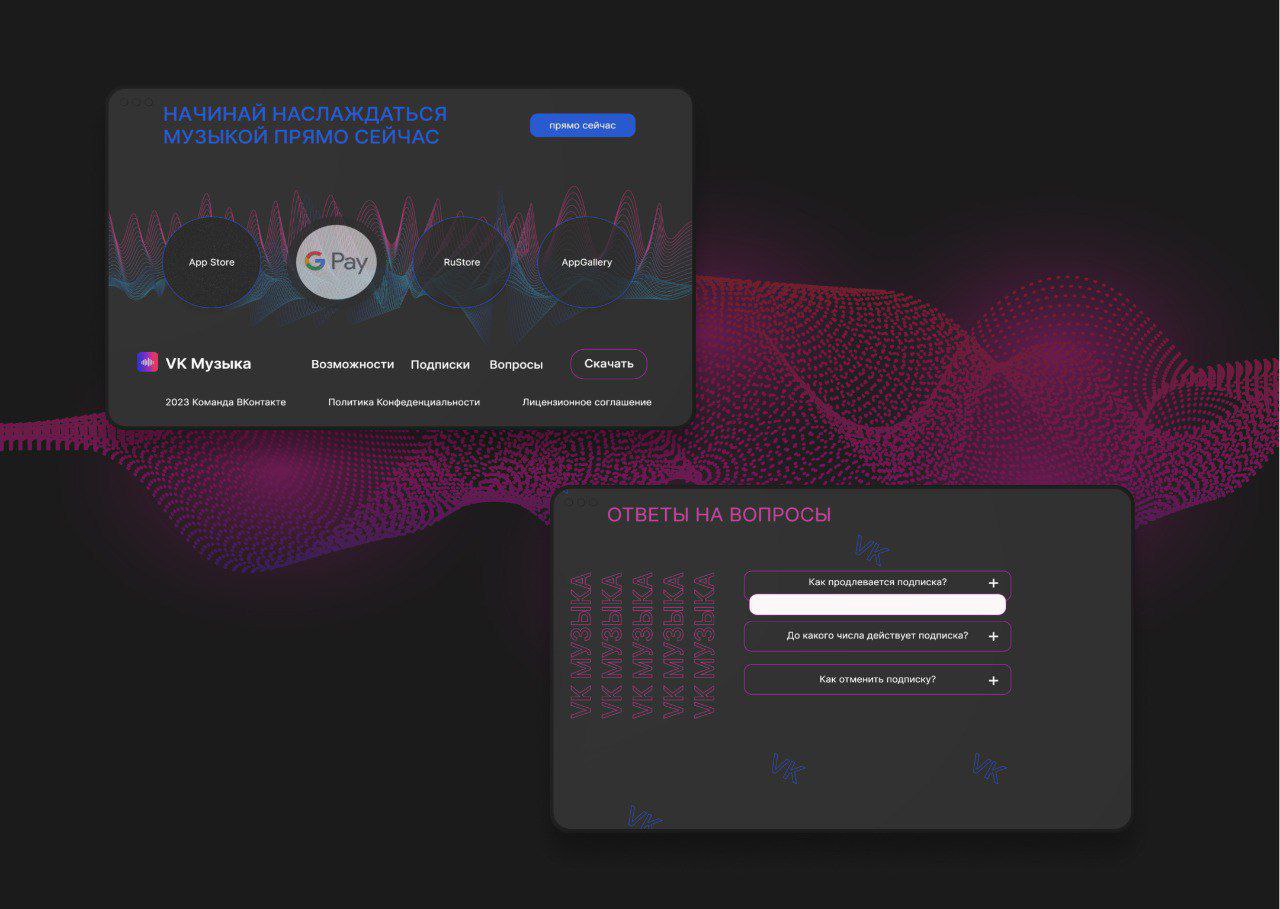 НАЧИНАЙ НАСЛАЖДАТЬСЯ
МУЗЫКОЙ ПРЯМО СЕЙЧАС
прямо сейчас
App Store
G Pay
RuStore
AppGallery
VK Музыка
Возможности
Подписки
Вопросы
Скачать
2023 Команда ВКонтакте
Политика Конфеденциальности
Лицензионное соглашение
ОТВЕТЫ НА ВОПРОСЫ
VK
VK МУЗЫКА
VK МУЗЫКА
VK МУЗЫКА
VK МУЗЫКА
VK МУЗЫКА
Как продлевается подписка? +
До какого числа действует подписка? +
Как отменить подписку? +
VK
VK
VK